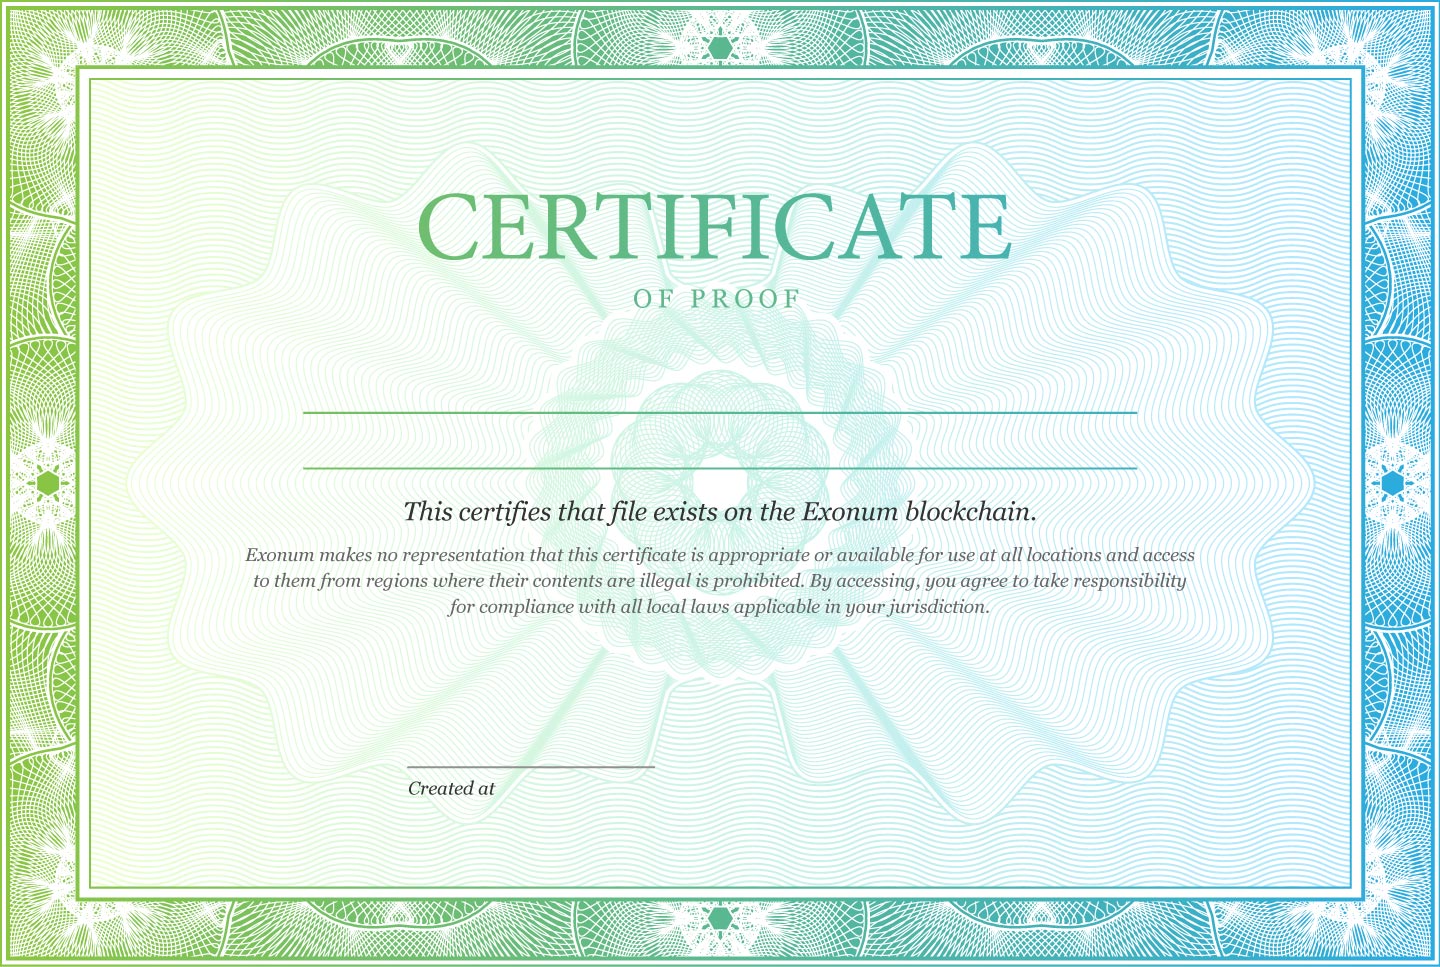 CERTIFICATE
OF PROOF
This certifies that file exists on the Exonum blockchain.
Exonum makes no representation that this certificate is appropriate or available for use at all locations and access
to them from regions where their contents are illegal is prohibited. By accessing, you agree to take responsibility
for compliance with all local laws applicable in your jurisdiction.
Created at